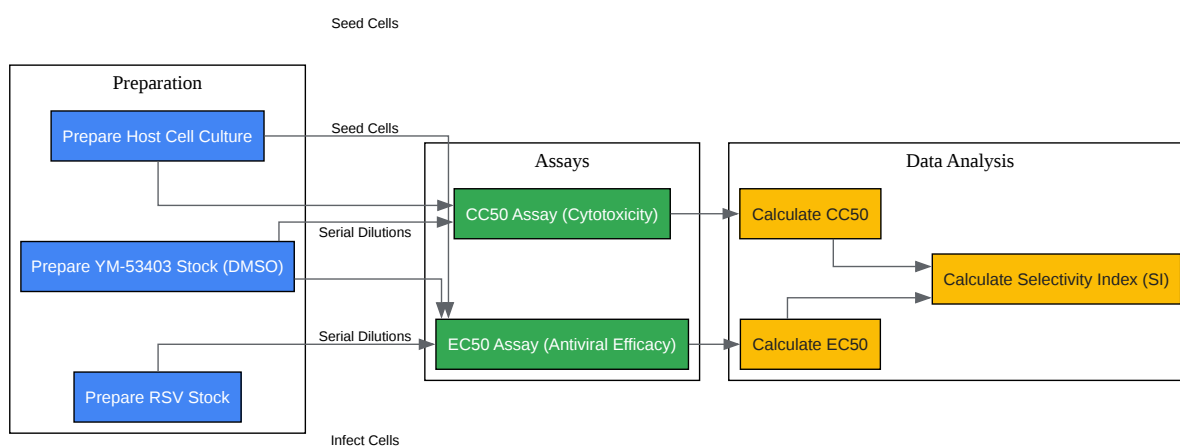 Seed Cells
Preparation
Prepare Host Cell Culture
Seed Cells
Assays
Data Analysis
CC50 Assay (Cytotoxicity)
Calculate CC50
Serial Dilutions
Prepare YM-53403 Stock (DMSO)
Calculate Selectivity Index (SI)
Serial Dilutions
EC50 Assay (Antiviral Efficacy)
Calculate EC50
Prepare RSV Stock
Infect Cells